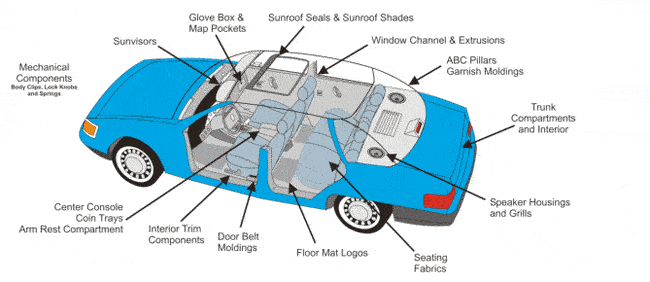 Glove Box &
Map Pockets
Sunroof Seals & Sunroof Shades
Sunvisors
Window Channel & Extrusions
Mechanical
Components
Body Clips, Lock Knobs
and Springs
ABC Pillars
Garnish Moldings
Trunk
Compartments
and Interior
Center Console
Coin Trays
Arm Rest Compartment
Interior Trim
Components
Door Belt
Moldings
Floor Mat Logos
Seating
Fabrics
Speaker Housings
and Grills